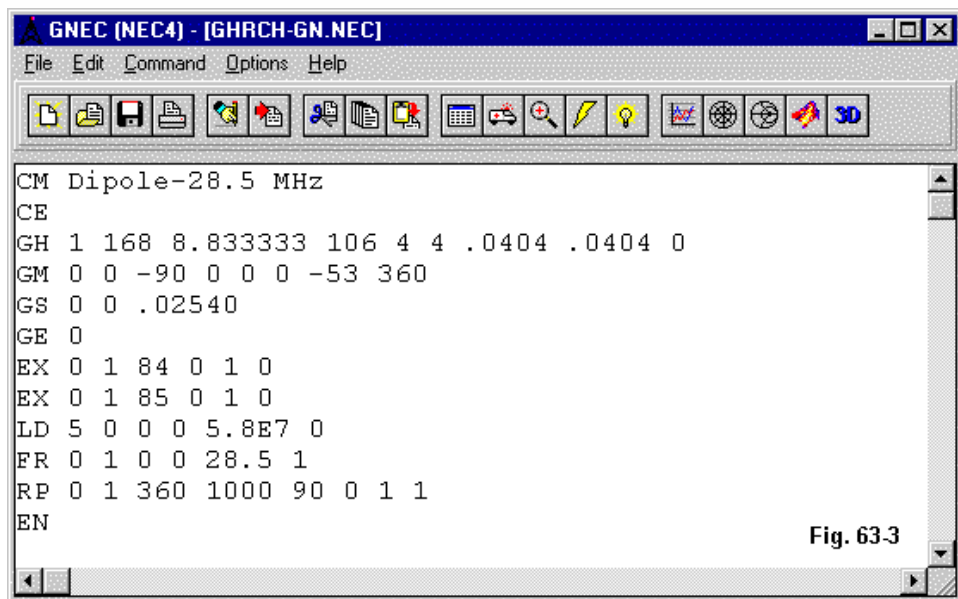 GNEC (NEC4) - [GHRCH-GN.NEC]
File Edit Command Options Help
3D
CM Dipole-28.5 MHz
CE
GH 1 168 8.833333 106 4 4 .0404 .0404 0
GM 0 0 -90 0 0 0 -53 360
GS 0 0 .02540
GE 0
EX 0 1 84 0 1 0
EX 0 1 85 0 1 0
LD 5 0 0 0 5.8E7 0
FR 0 1 0 0 28.5 1
RP 0 1 360 1000 90 0 1 1
EN
Fig. 63-3